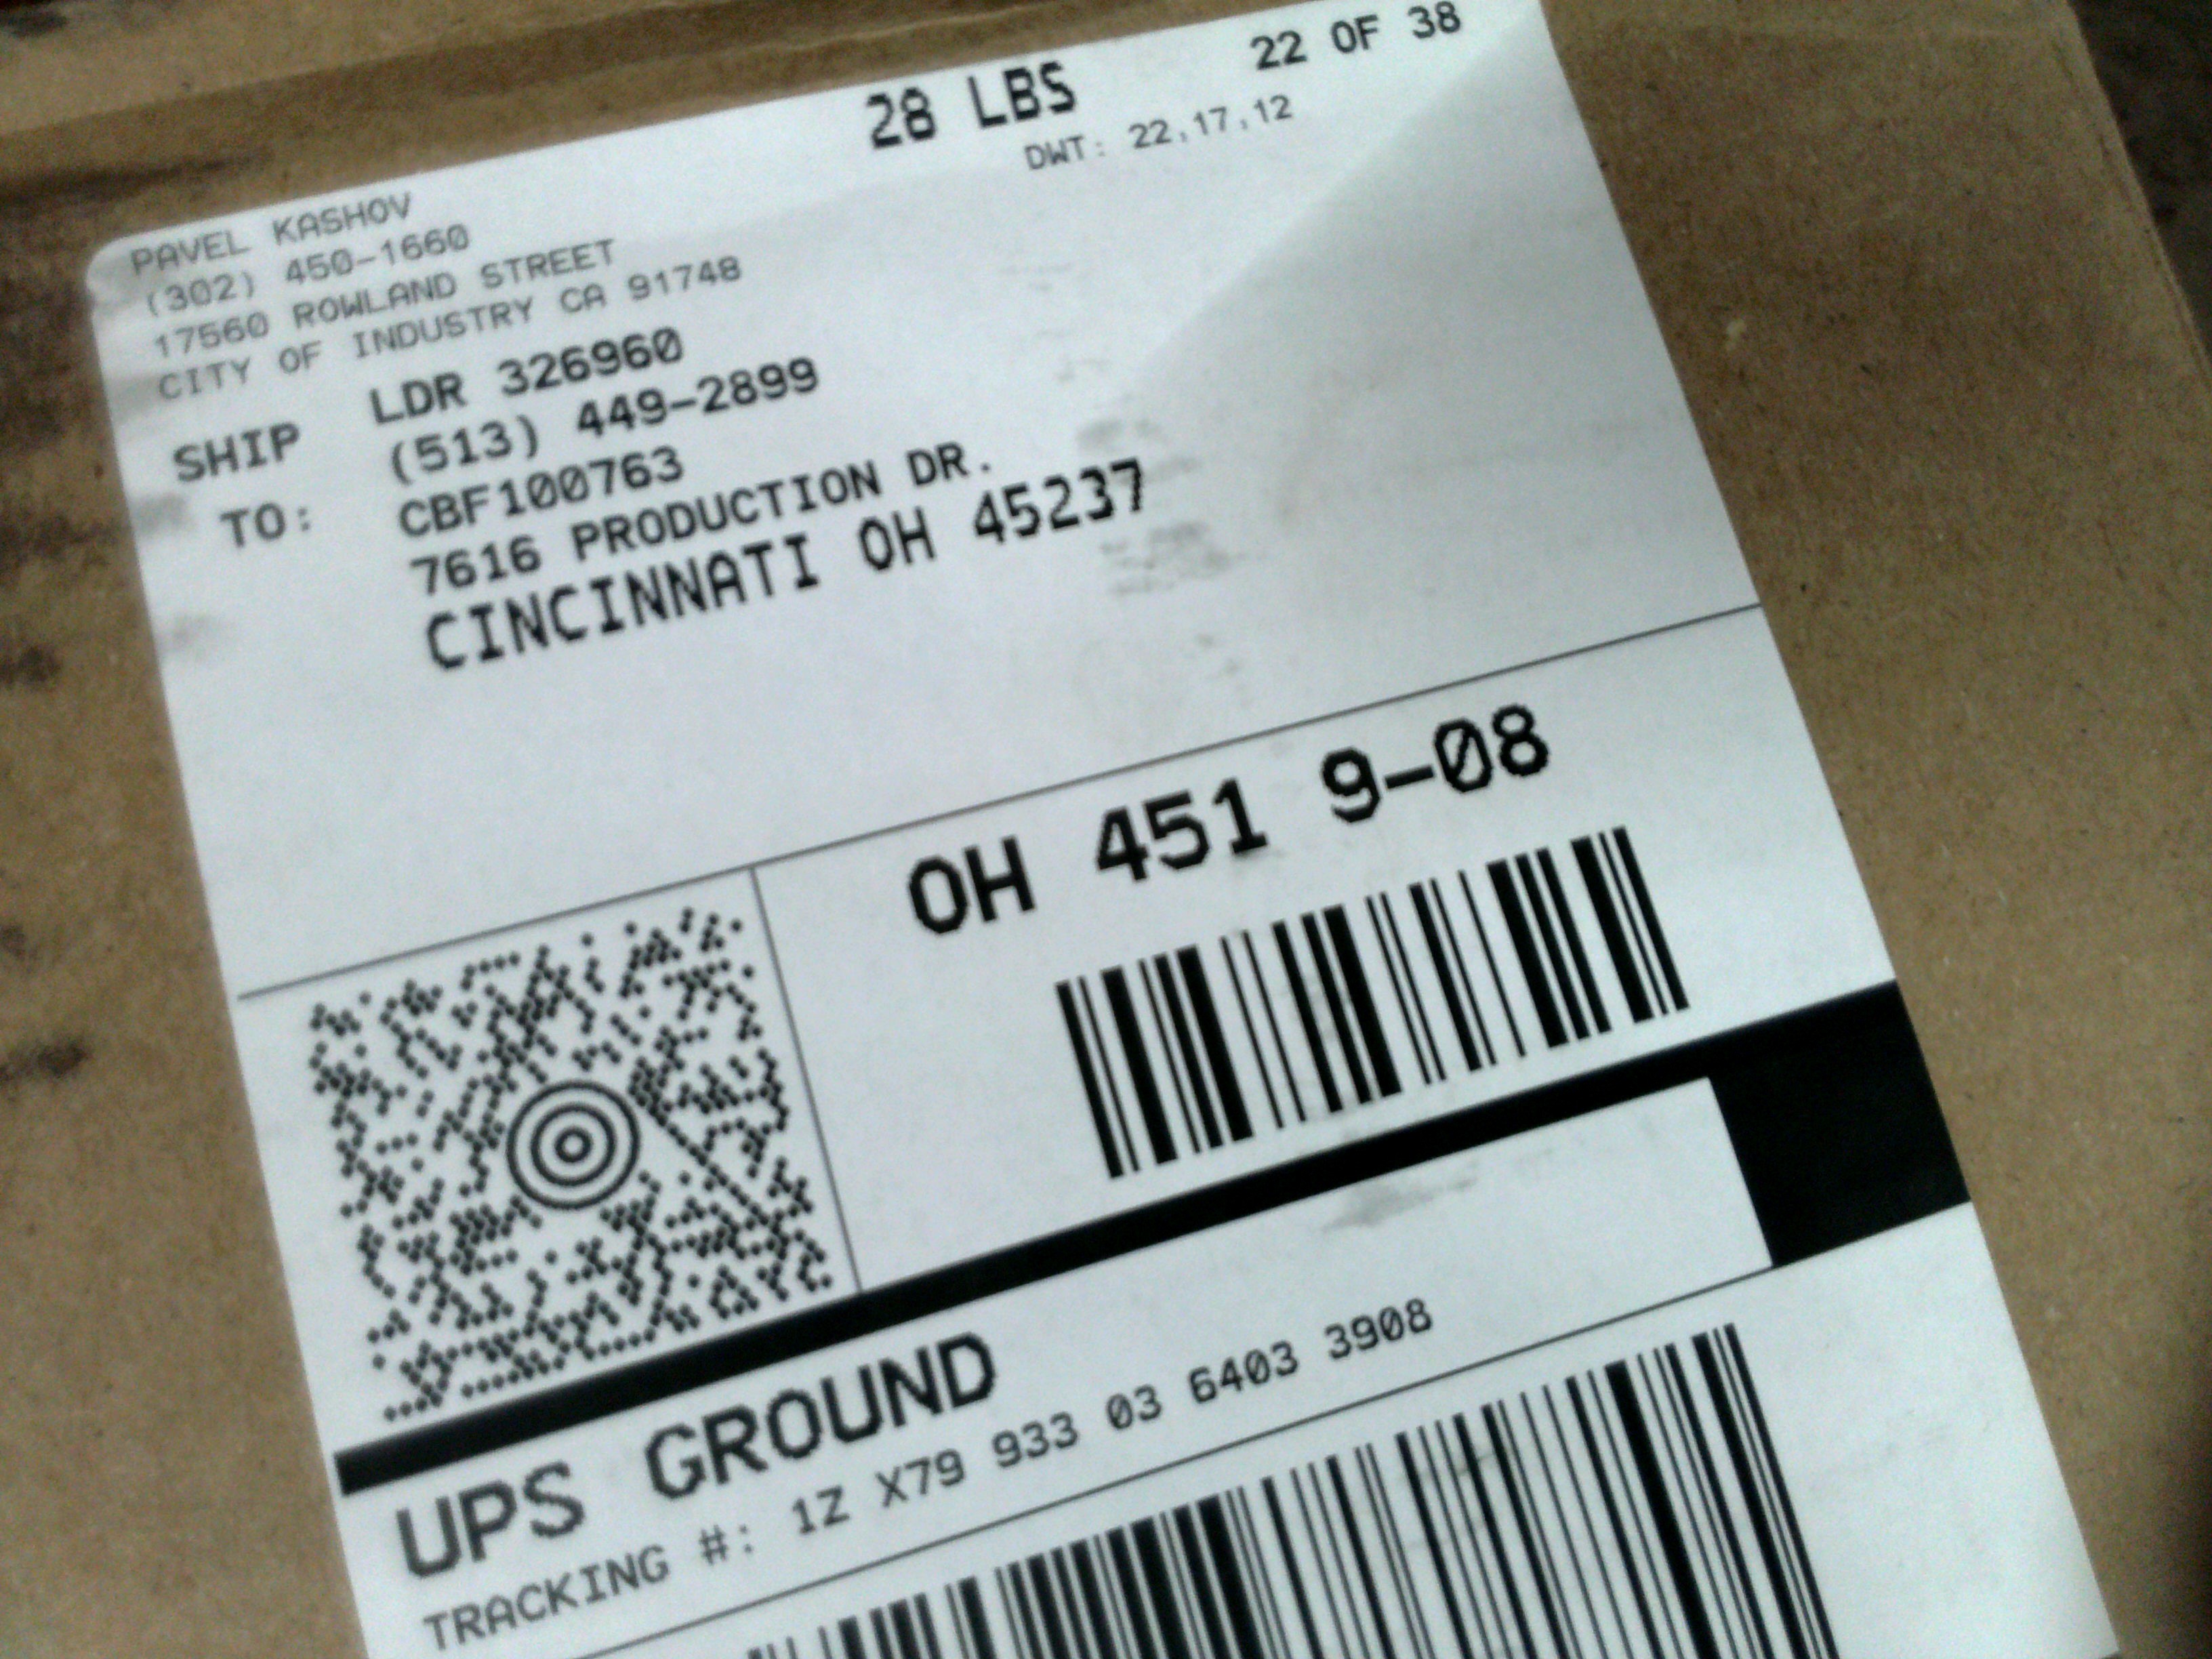 28 LBS
22 OF 38
DWT: 22,17,12
PAVEL KASHOV
(302) 450-1660
17560 ROWLAND STREET
CITY OF INDUSTRY CA 91748
SHIP TO:
LDR 326960
(513) 449-2899
CBF100763
7616 PRODUCTION DR.
CINCINNATI OH 45237
OH 451 9-08
UPS GROUND
TRACKING #: 1Z X79 933 03 6403 3908